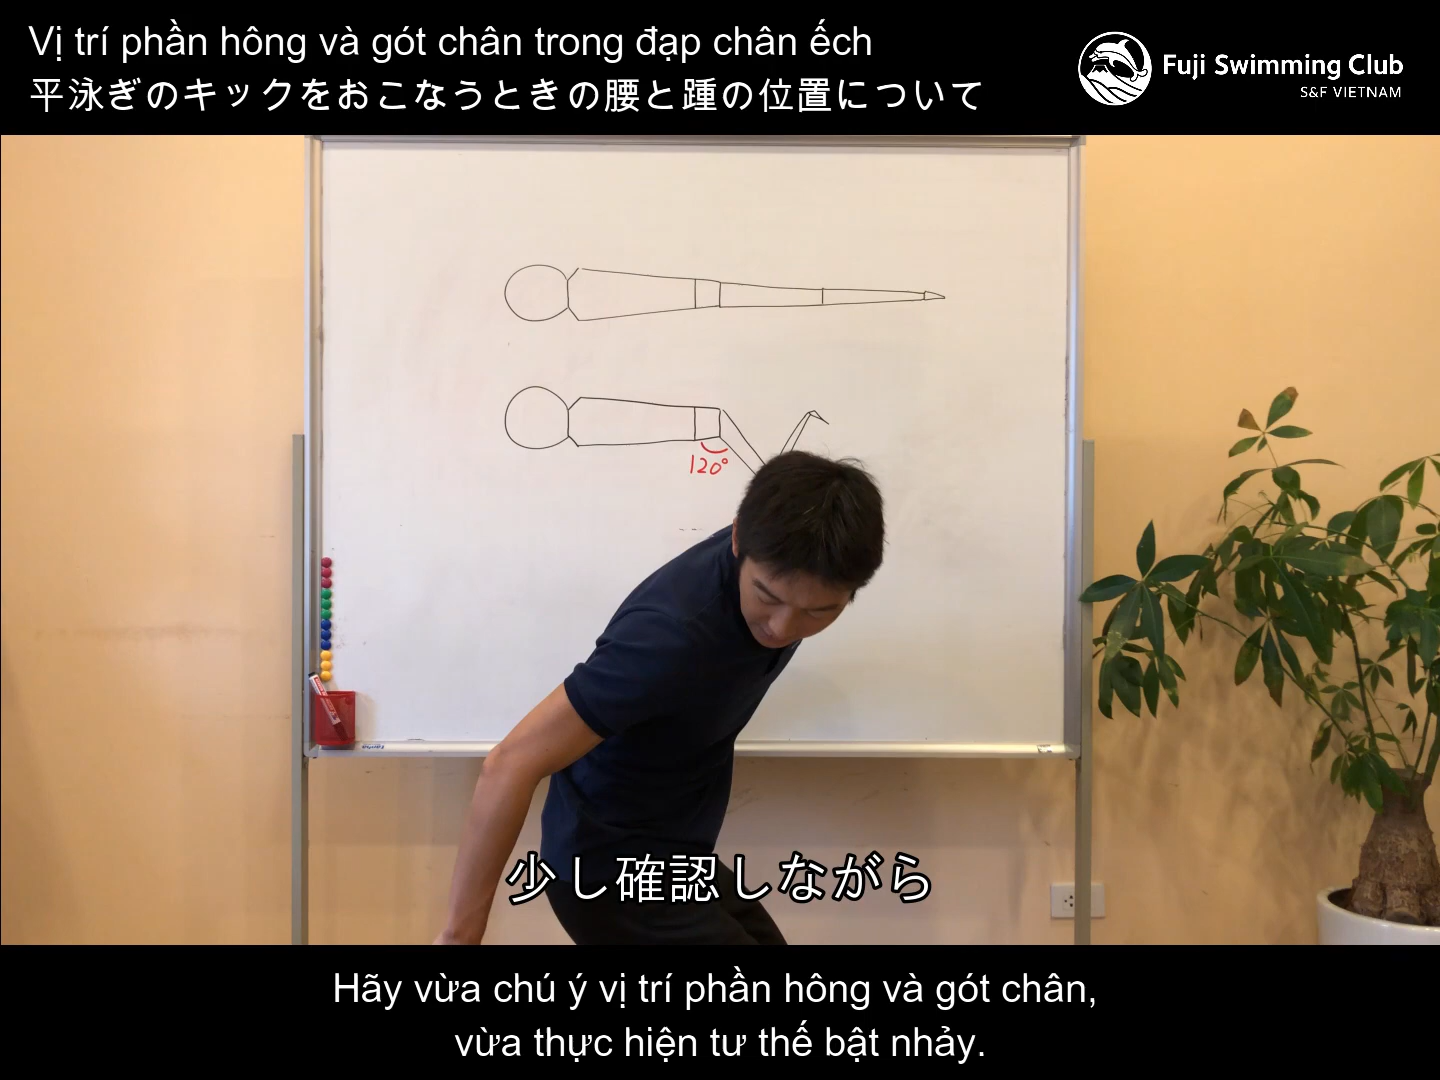 Vị trí phần hông và gót chân trong đạp chân ếch
平泳ぎのキックをおこなうときの腰と踵の位置について
Fuji Swimming Club
S&F VIETNAM
120°
少し確認しながら
Hãy vừa chú ý vị trí phần hông và gót chân,
vừa thực hiện tư thế bật nhảy.